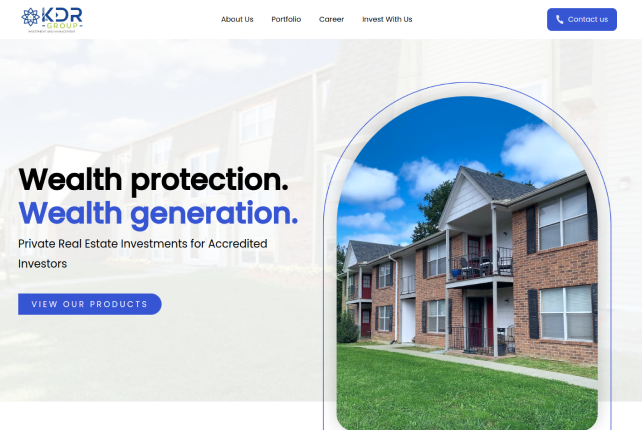 KDR
GROUP
INVESTMENT AND MANAGEMENT
About Us
Portfolio
Career
Invest With Us
Contact us
Wealth protection.
Wealth generation.
Private Real Estate Investments for Accredited
Investors
VIEW OUR PRODUCTS